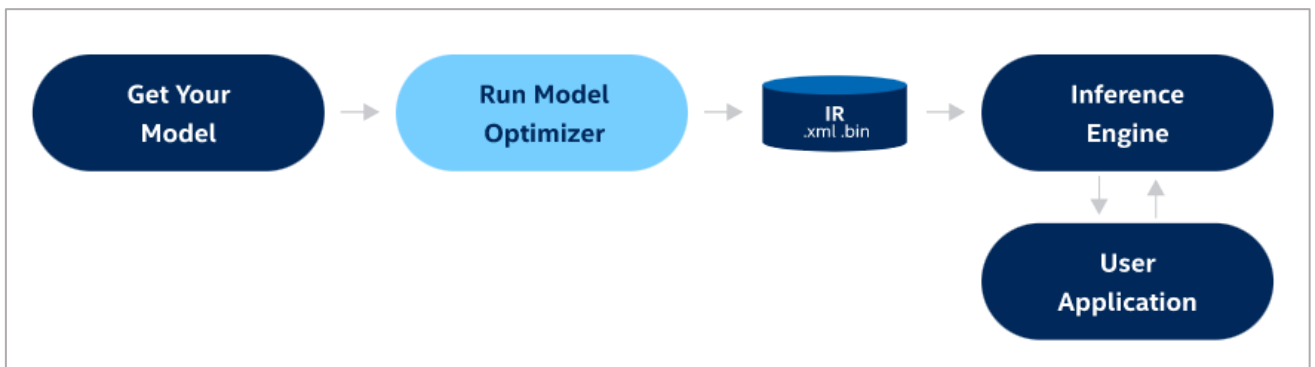 Get Your
Model
Run Model
Optimizer
IR
.xml .bin
Inference
Engine
User
Application